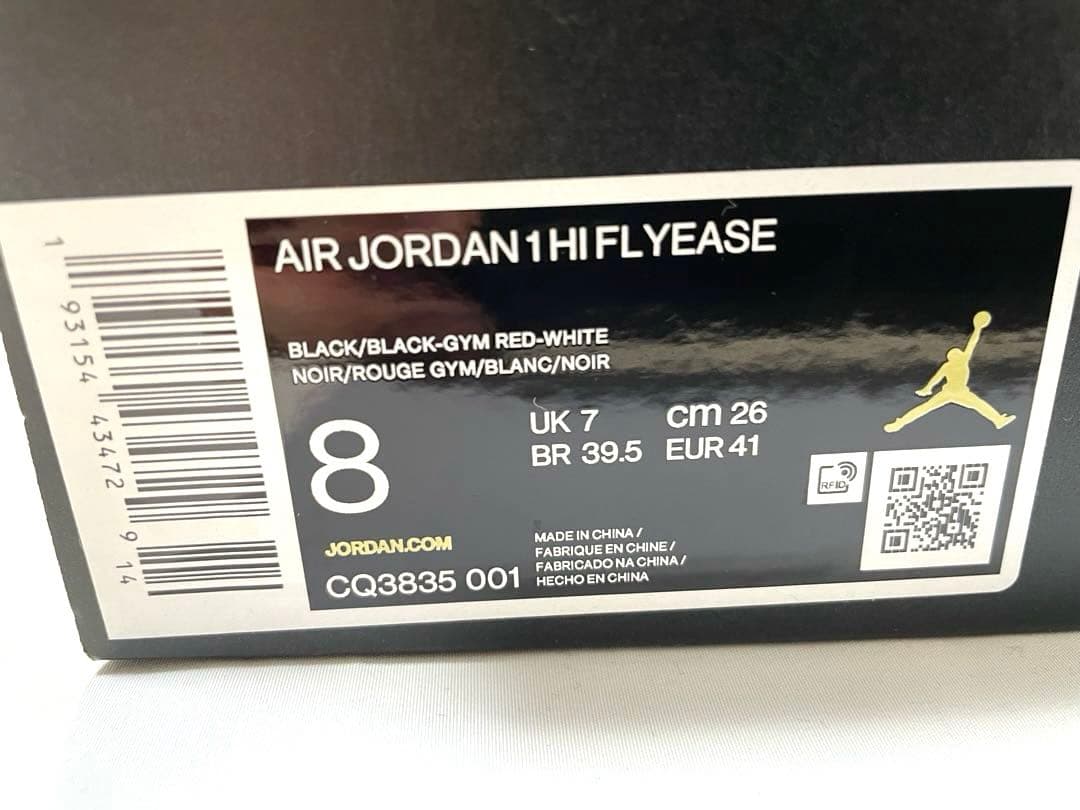 AIR JORDAN 1 HI FLYEASE
BLACK/BLACK-GYM RED-WHITE
NOIR/ROUGE GYM/BLANC/NOIR
8
UK 7 cm 26
BR 39.5 EUR 41
RFID
JORDAN.COM
CQ3835 001
MADE IN CHINA /
FABRIQUE EN CHINE /
FABRICADO NA CHINA /
HECHO EN CHINA
1 93154 43472 9 14